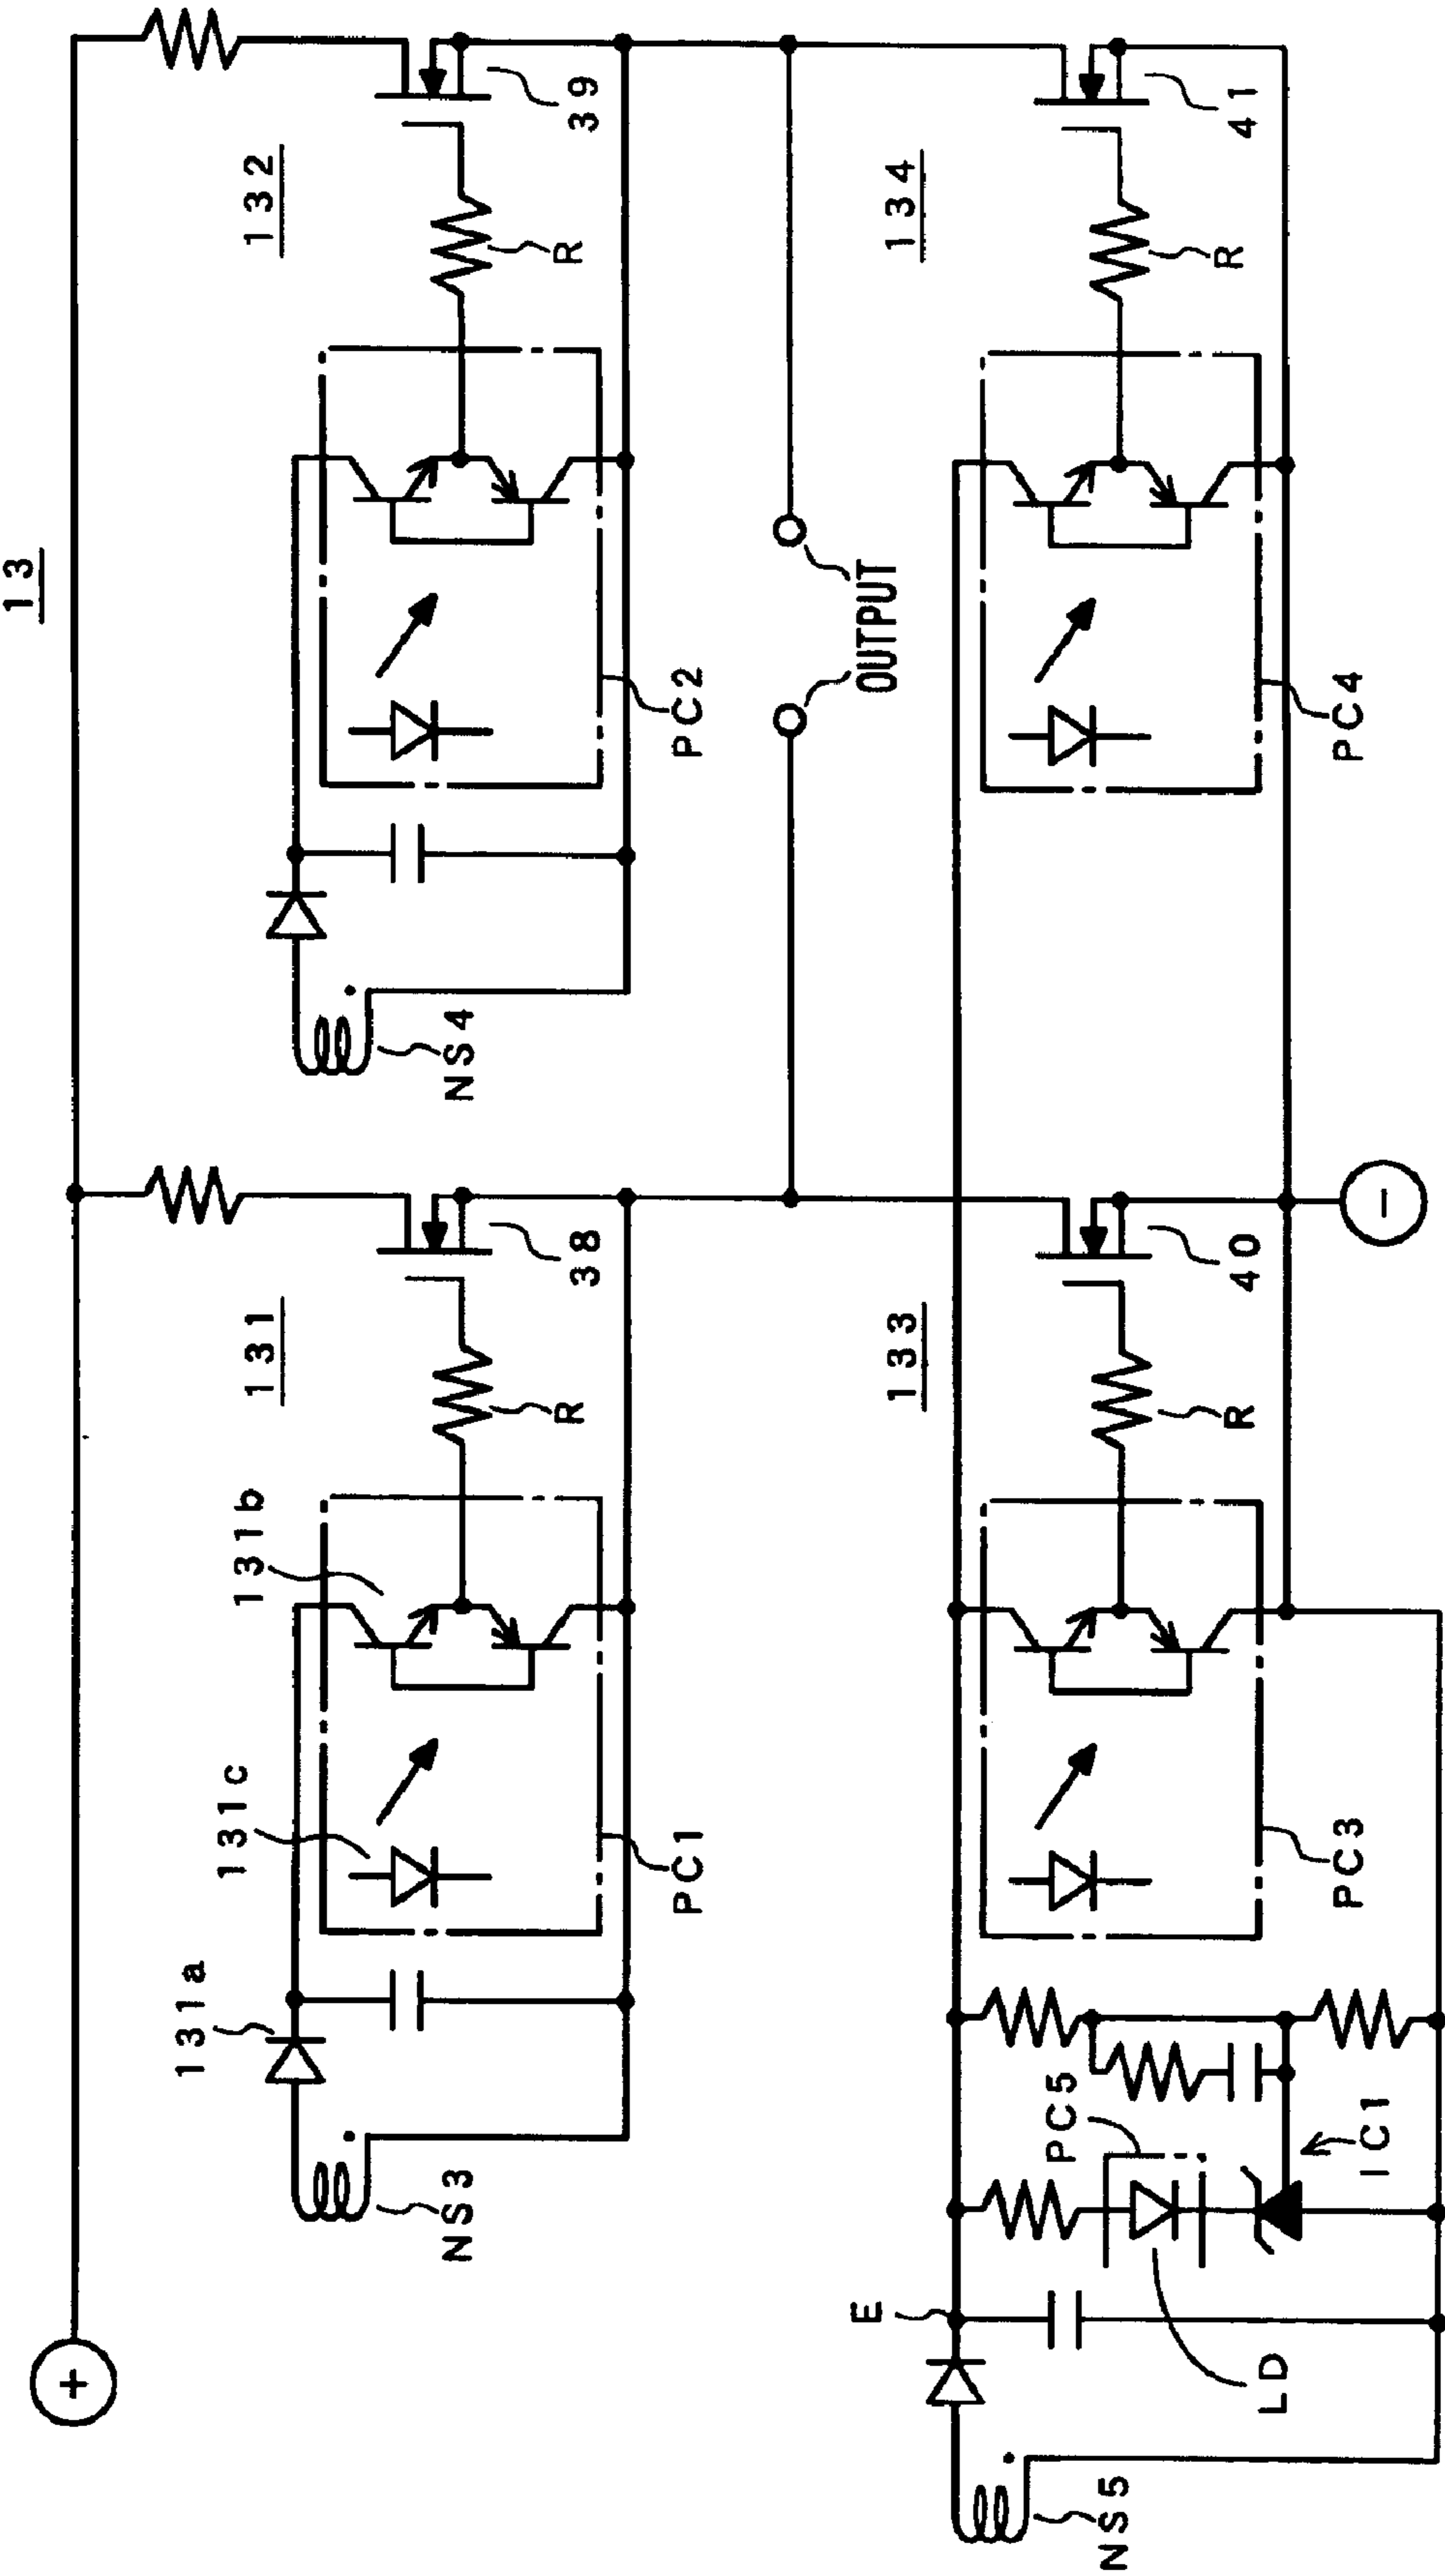 13
+
132
39
R
PC2
NS4
131
38
R
131b
131c
131a
PC1
NS3
OUTPUT
134
41
R
PC4
133
40
R
PC3
PC5
IC1
E
LD
NS5
−